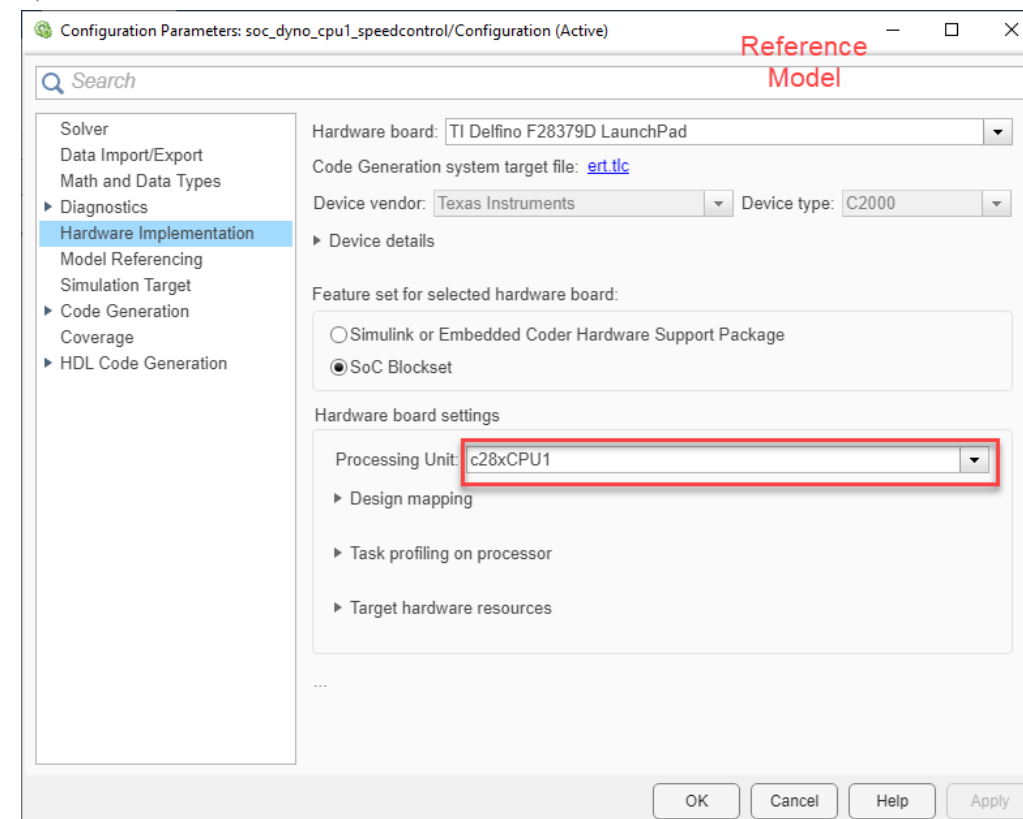 Configuration Parameters: soc_dyno_cpu1_speedcontrol/Configuration (Active)
Reference
Model
Search
Solver
Data Import/Export
Math and Data Types
Diagnostics
Hardware Implementation
Model Referencing
Simulation Target
Code Generation
Coverage
HDL Code Generation
Hardware board: TI Delfino F28379D LaunchPad
Code Generation system target file: ert.tlc
Device vendor: Texas Instruments Device type: C2000
Device details
Feature set for selected hardware board:
Simulink or Embedded Coder Hardware Support Package
SoC Blockset
Hardware board settings
Processing Unit: c28xCPU1
Design mapping
Task profiling on processor
Target hardware resources
...
OK Cancel Help Apply